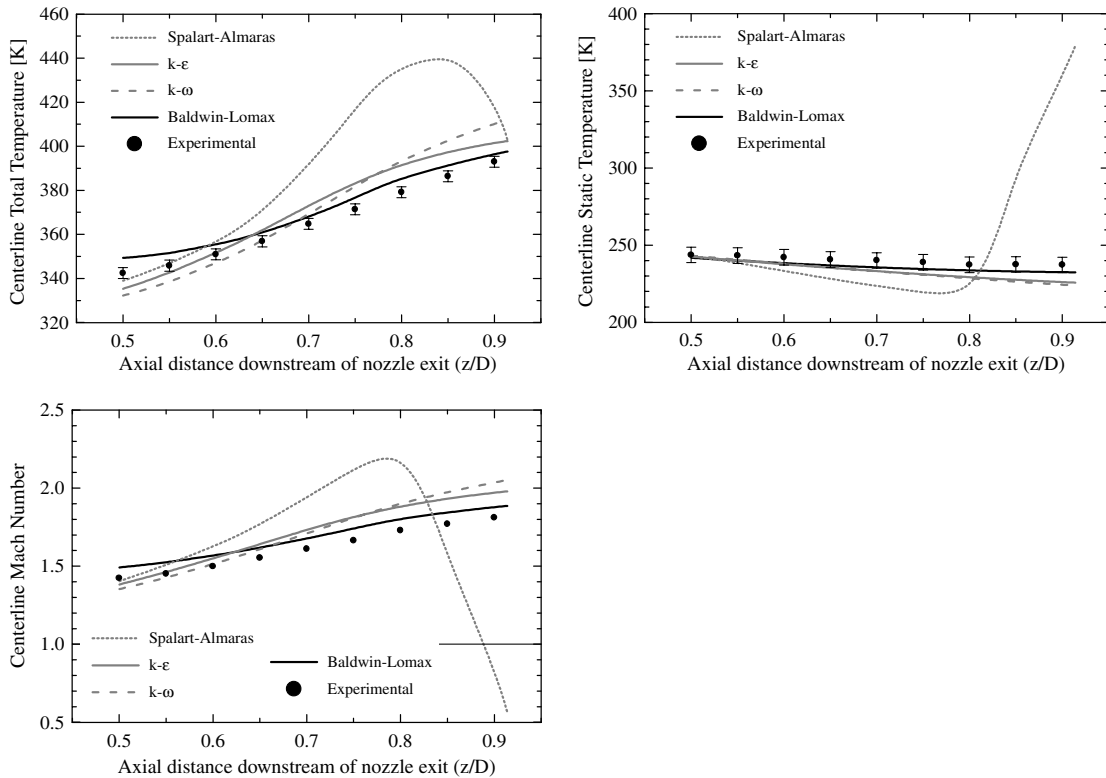 Centerline Total Temperature [K]
460
440
420
400
380
360
340
320
Spalart-Almaras
k-ε
k-ω
Baldwin-Lomax
Experimental
0.5 0.6 0.7 0.8 0.9
Axial distance downstream of nozzle exit (z/D)
Centerline Static Temperature [K]
400
350
300
250
200
Spalart-Almaras
k-ε
k-ω
Baldwin-Lomax
Experimental
0.5 0.6 0.7 0.8 0.9
Axial distance downstream of nozzle exit (z/D)
Centerline Mach Number
2.5
2.0
1.5
1.0
0.5
Spalart-Almaras
k-ε
k-ω
Baldwin-Lomax
Experimental
0.5 0.6 0.7 0.8 0.9
Axial distance downstream of nozzle exit (z/D)